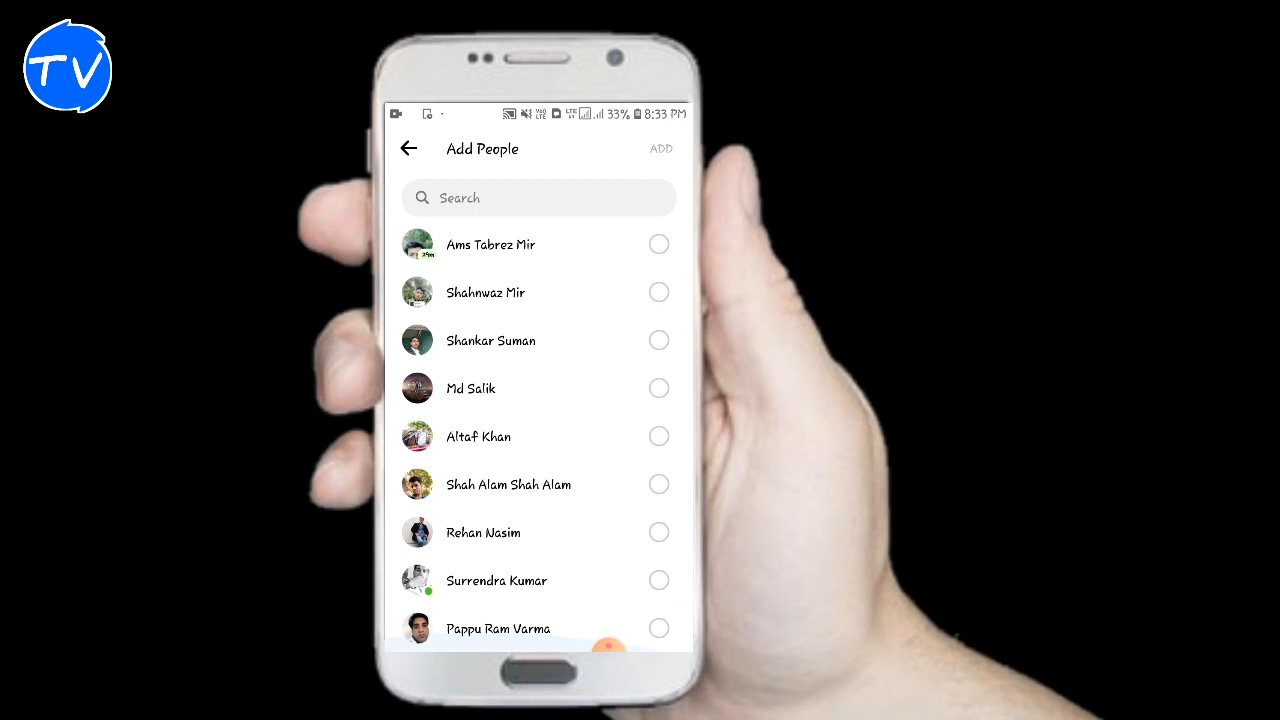 TV
33% 8:33 PM
Add People
ADD
Search
Ams Tabrez Mir
Shahnwaz Mir
Shankar Suman
Md Salik
Altaf Khan
Shah Alam Shah Alam
Rehan Nasim
Surrendra Kumar
Pappu Ram Varma